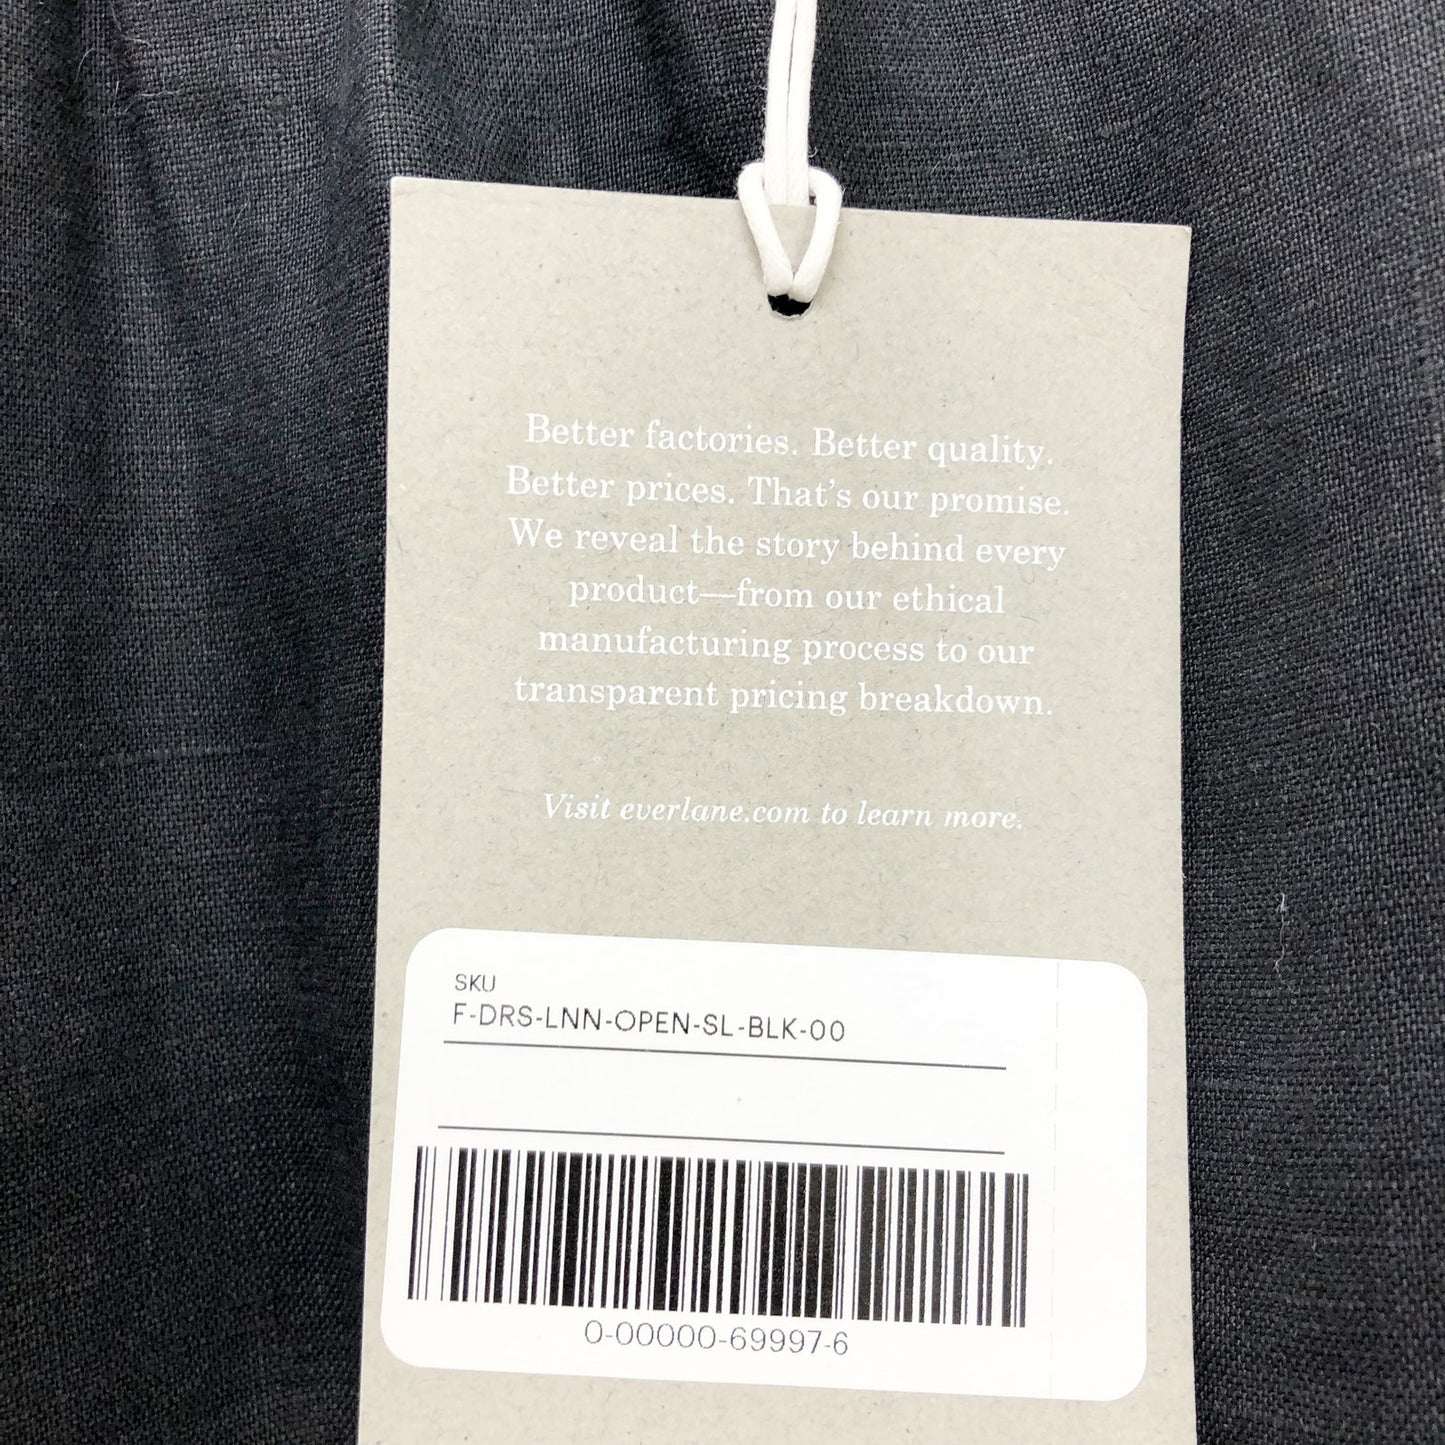 Better factories. Better quality.
Better prices. That's our promise.
We reveal the story behind every
product—from our ethical
manufacturing process to our
transparent pricing breakdown.
Visit everlane.com to learn more.
SKU
F-DRS-LNN-OPEN-SL-BLK-00
0-00000-69997-6